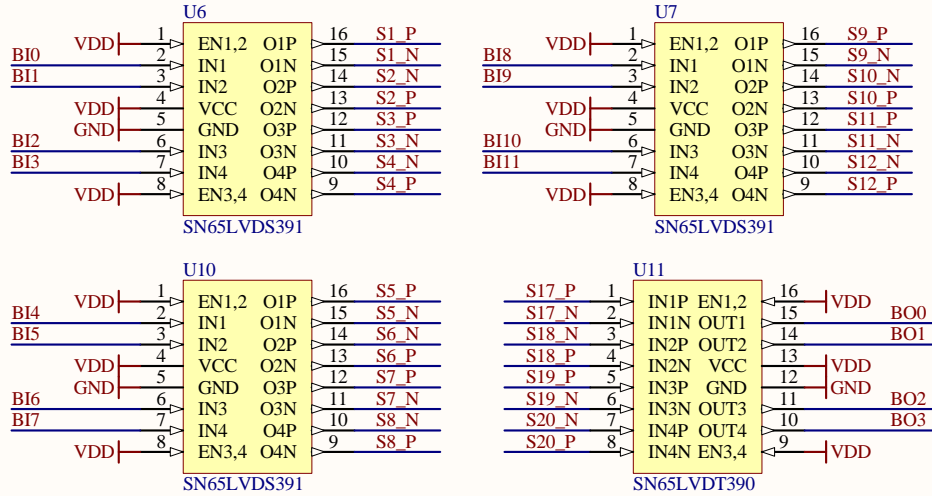 U6
VDD 1 EN1,2 O1P 16 S1_P
BI0 2 IN1 O1N 15 S1_N
BI1 3 IN2 O2P 14 S2_N
VDD 4 VCC O2N 13 S2_P
GND 5 GND O3P 12 S3_P
BI2 6 IN3 O3N 11 S3_N
BI3 7 IN4 O4P 10 S4_N
VDD 8 EN3,4 O4N 9 S4_P
SN65LVDS391
U7
VDD 1 EN1,2 O1P 16 S9_P
BI8 2 IN1 O1N 15 S9_N
BI9 3 IN2 O2P 14 S10_N
VDD 4 VCC O2N 13 S10_P
GND 5 GND O3P 12 S11_P
BI10 6 IN3 O3N 11 S11_N
BI11 7 IN4 O4P 10 S12_N
VDD 8 EN3,4 O4N 9 S12_P
SN65LVDS391
U10
VDD 1 EN1,2 O1P 16 S5_P
BI4 2 IN1 O1N 15 S5_N
BI5 3 IN2 O2P 14 S6_N
VDD 4 VCC O2N 13 S6_P
GND 5 GND O3P 12 S7_P
BI6 6 IN3 O3N 11 S7_N
BI7 7 IN4 O4P 10 S8_N
VDD 8 EN3,4 O4N 9 S8_P
SN65LVDS391
U11
S17_P 1 IN1P EN1,2 16 VDD
S17_N 2 IN1N OUT1 15 BO0
S18_N 3 IN2P OUT2 14 BO1
S18_P 4 IN2N VCC 13 VDD
S19_P 5 IN3P GND 12 GND
S19_N 6 IN3N OUT3 11 BO2
S20_N 7 IN4P OUT4 10 BO3
S20_P 8 IN4N EN3,4 9 VDD
SN65LVDT390